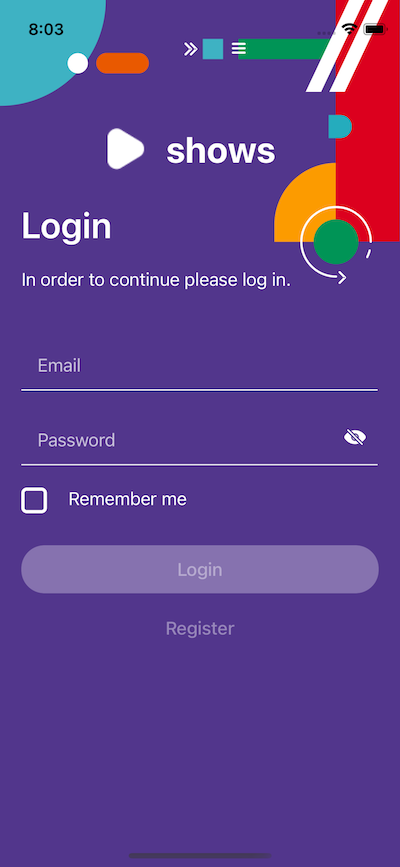 8:03
shows
Login
In order to continue please log in.
Email
Password
Remember me
Login
Register